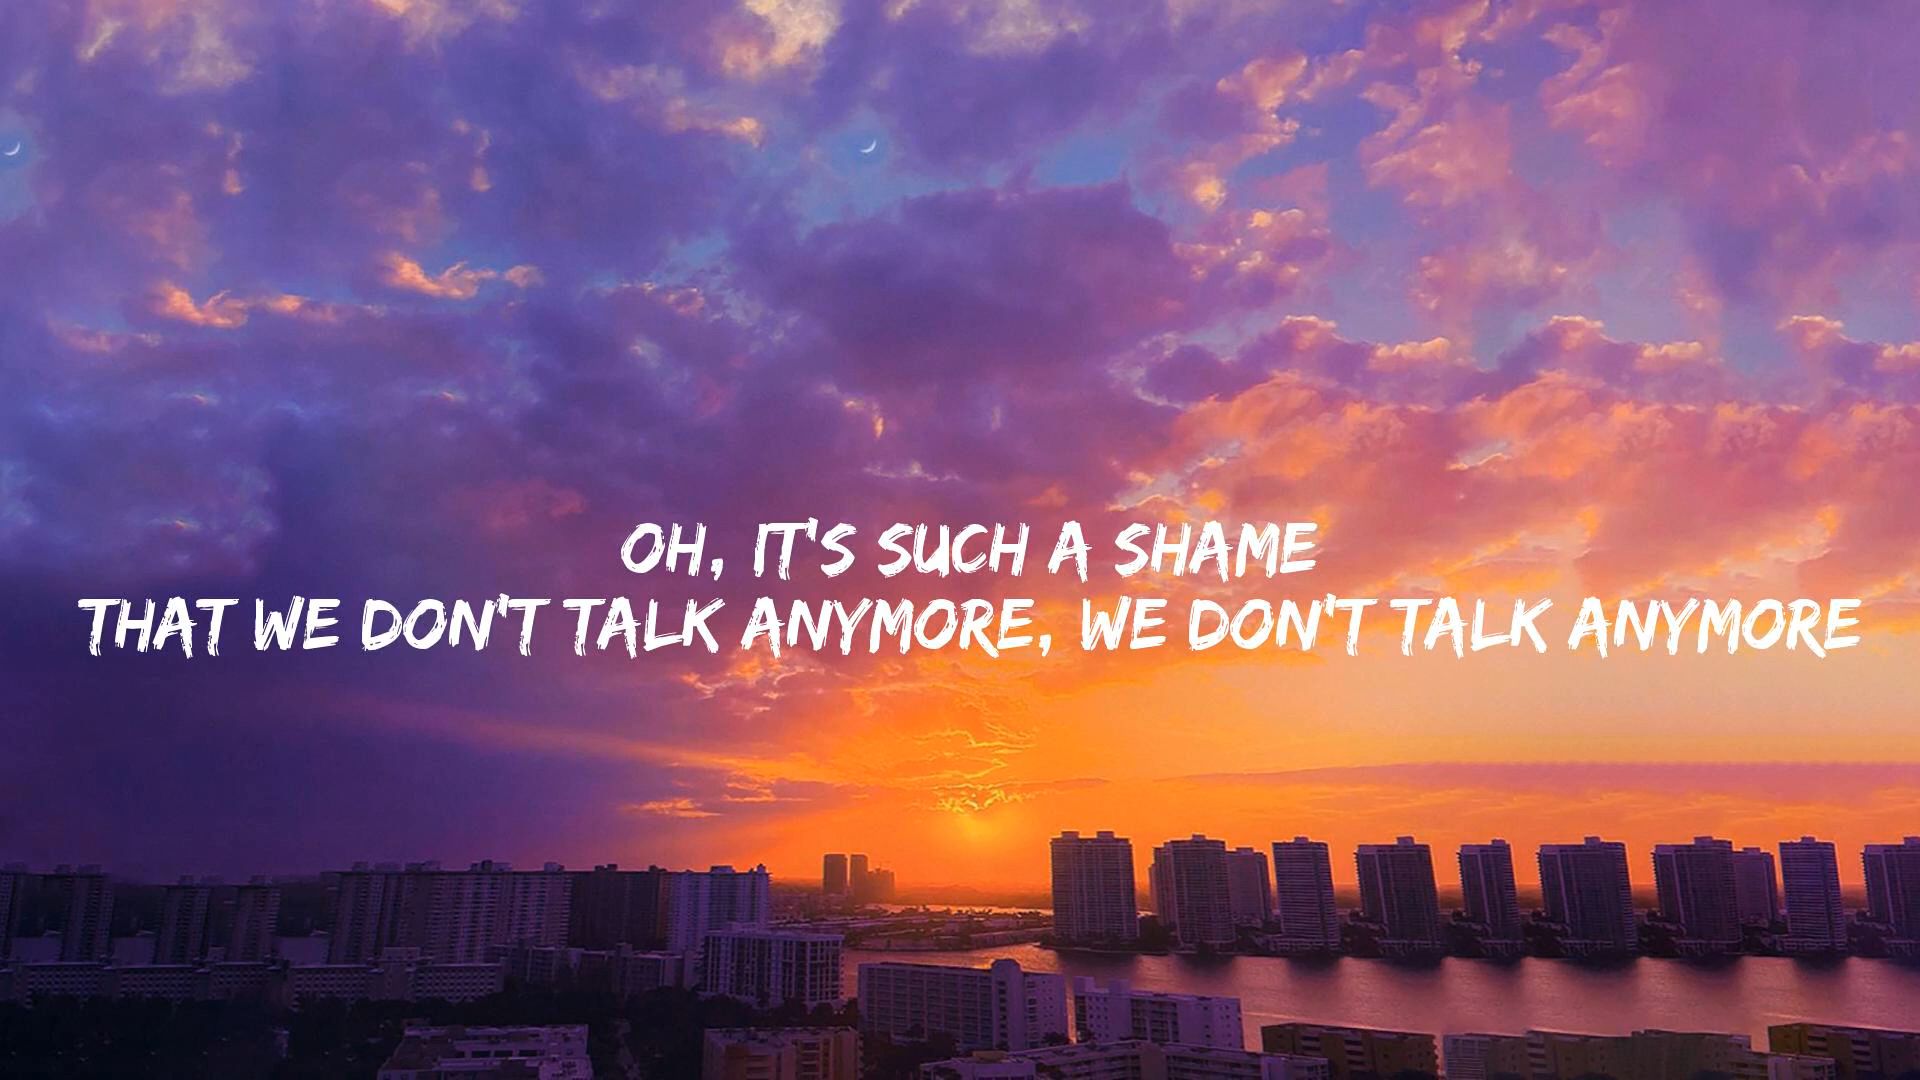 OH, IT'S SUCH A SHAME
THAT WE DON'T TALK ANYMORE, WE DON'T TALK ANYMORE